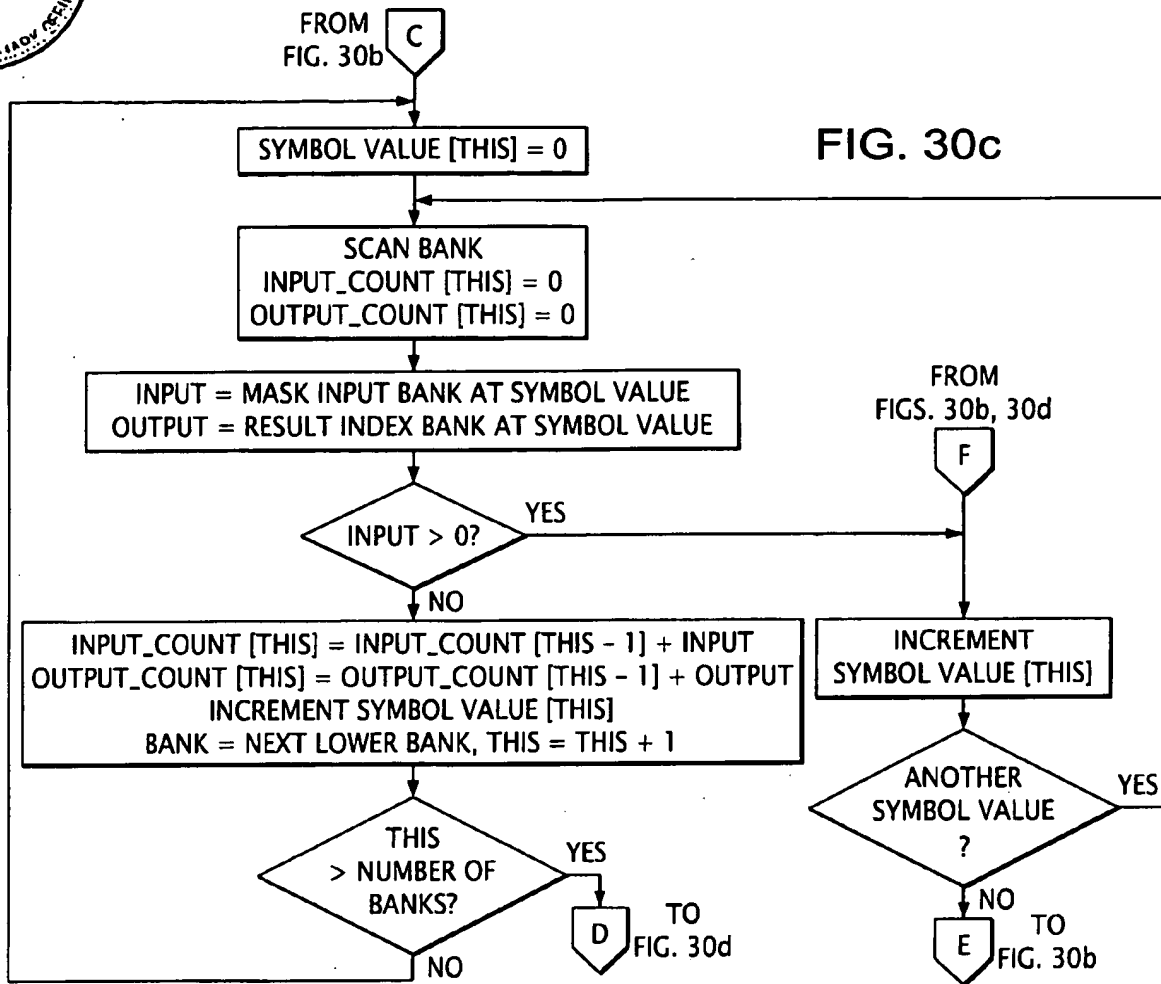 FROM
FIG. 30b
C
FIG. 30c
SYMBOL VALUE [THIS] = 0
SCAN BANK
INPUT_COUNT [THIS] = 0
OUTPUT_COUNT [THIS] = 0
INPUT = MASK INPUT BANK AT SYMBOL VALUE
OUTPUT = RESULT INDEX BANK AT SYMBOL VALUE
FROM
FIGS. 30b, 30d
F
INPUT > 0?
YES
NO
INPUT_COUNT [THIS] = INPUT_COUNT [THIS - 1] + INPUT
OUTPUT_COUNT [THIS] = OUTPUT_COUNT [THIS - 1] + OUTPUT
INCREMENT SYMBOL VALUE [THIS]
BANK = NEXT LOWER BANK, THIS = THIS + 1
INCREMENT
SYMBOL VALUE [THIS]
ANOTHER
SYMBOL VALUE
?
YES
NO
E
TO
FIG. 30b
THIS
> NUMBER OF
BANKS?
YES
D
TO
FIG. 30d
NO